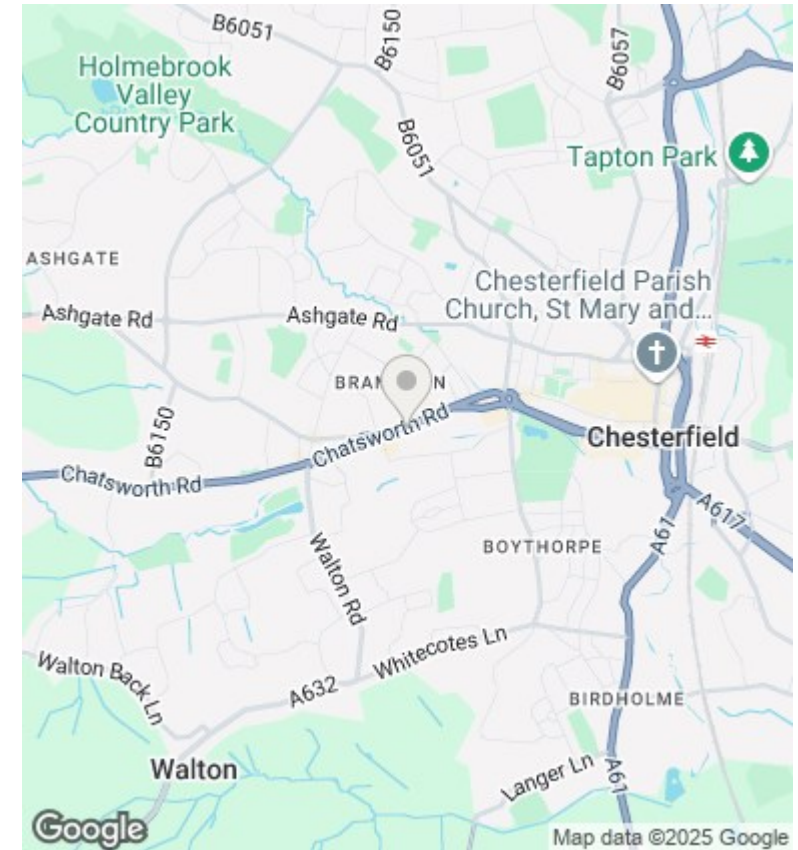 B6051
B6150
B6057
Holmebrook
Valley
Country Park
B6051
Tapton Park
ASHGATE
Chesterfield Parish
Church, St Mary and...
Ashgate Rd
Ashgate Rd
Chatsworth Rd
Chesterfield
B6150
Chatsworth Rd
A617
A61
BOYTHORPE
Walton Rd
Whitecotes Ln
Walton Back Ln
A632
BIRDHOLME
Walton
Langer Ln
A61
Google
Map data ©2025 Google